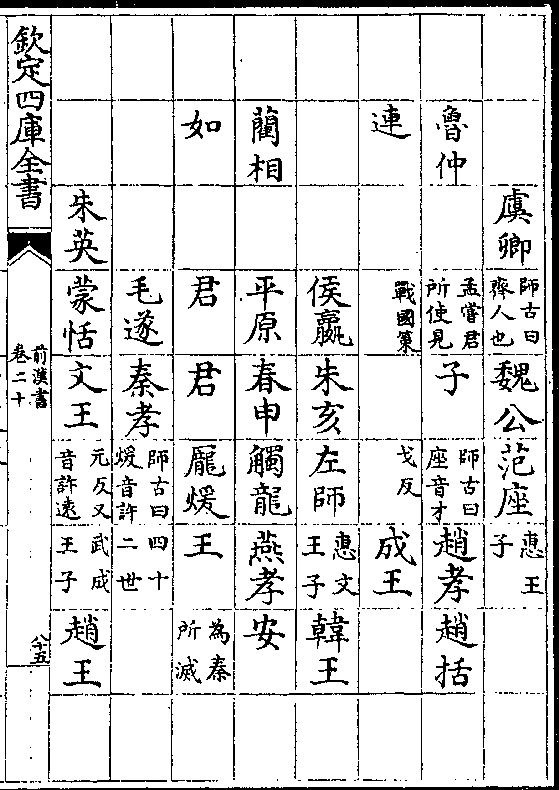 虞卿 師古曰齊人也 魏公 范座 惠王子
魯仲 孟嘗君所使見 子 師古曰座音才 趙孝 趙括
連 戰國策 戈反 成王
侯嬴 朱亥 左師 惠文王子 韓王
藺相 平原 春申 觸龍 燕孝 安
如 君 君 龐煖 王 為秦所滅
毛遂 秦孝 師古曰煖音許 四十二世
朱英 蒙恬 文王 元反又音許遠 武成王子 趙王
欽定四庫全書
前漢書
卷二十
八十五